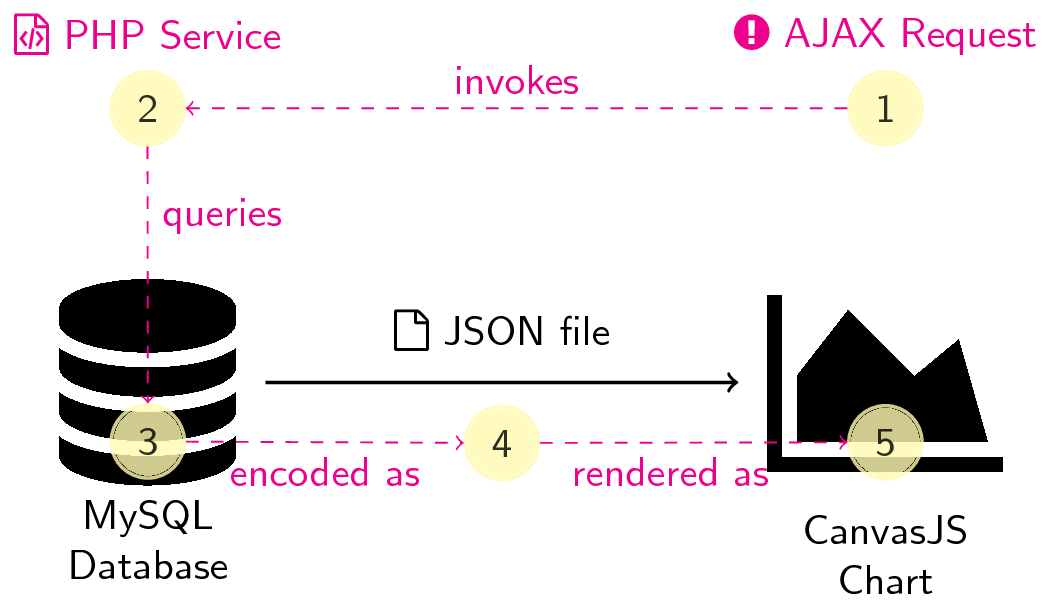 PHP Service
AJAX Request
invokes
2
1
queries
JSON file
3
4
5
encoded as
rendered as
MySQL
Database
CanvasJS
Chart